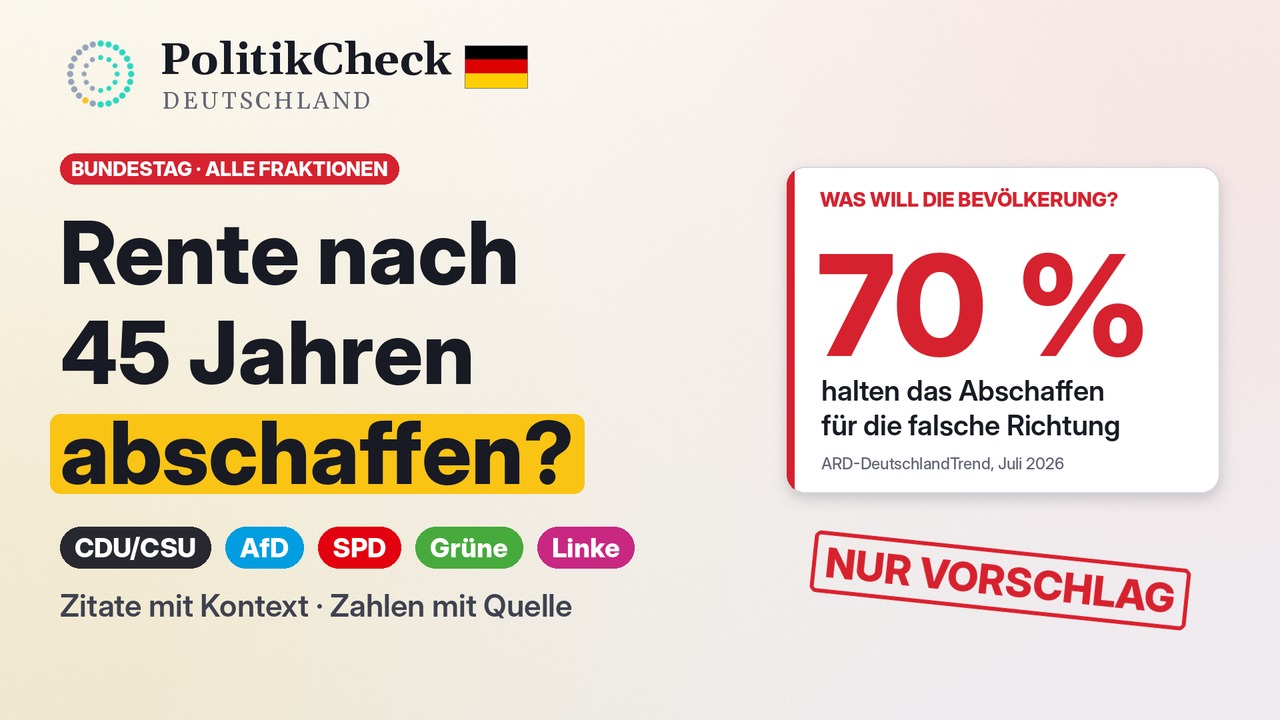 PolitikCheck
DEUTSCHLAND
BUNDESTAG · ALLE FRAKTIONEN
Rente nach
45 Jahren
abschaffen?
CDU/CSU AfD SPD Grüne Linke
Zitate mit Kontext · Zahlen mit Quelle
WAS WILL DIE BEVÖLKERUNG?
70 %
halten das Abschaffen
für die falsche Richtung
ARD-DeutschlandTrend, Juli 2026
NUR VORSCHLAG